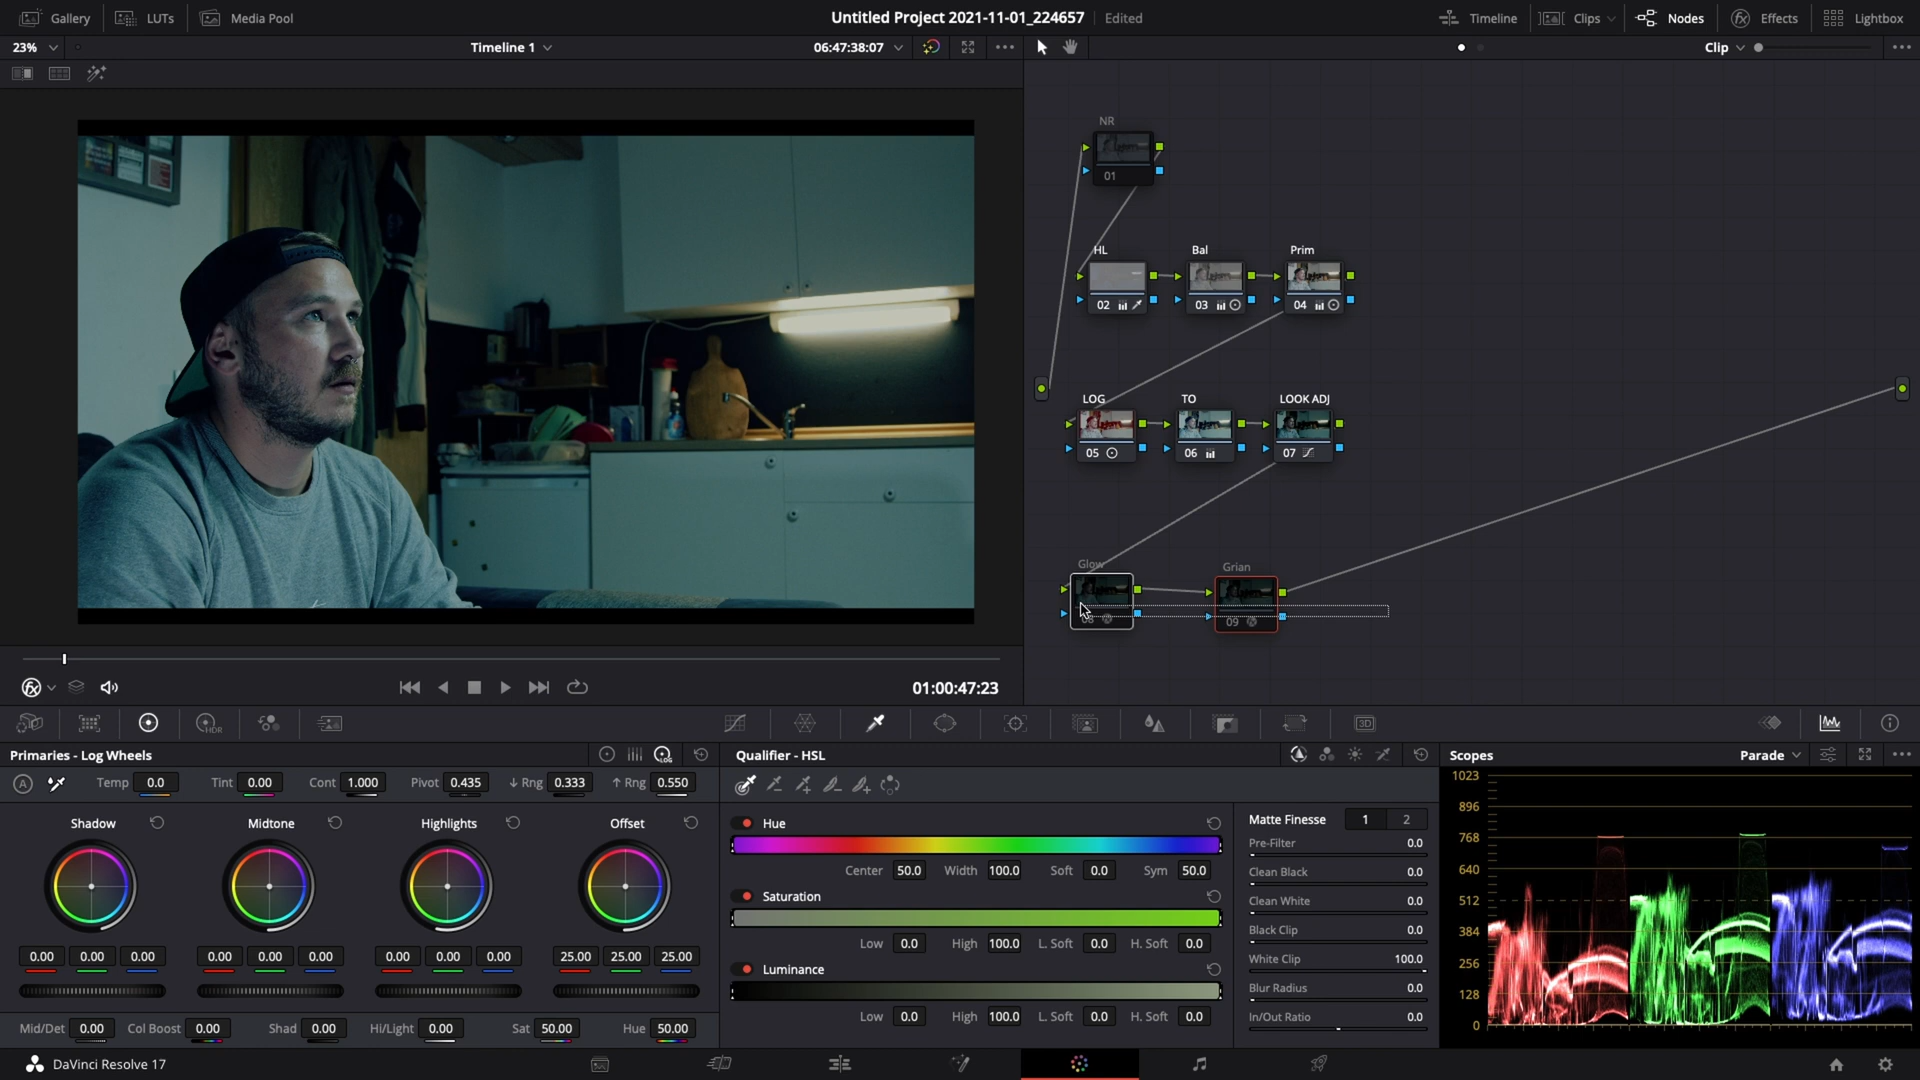 Gallery LUTs Media Pool Untitled Project 2021-11-01_224657 Edited Timeline Clips Nodes Effects Lightbox
23% Timeline 1 06:47:38:07 Clip
NR
01
HL Bal Prim
02 03 04
LOG TO LOOK ADJ
05 06 07
Glow Grian
09
01:00:47:23
HDR
3D
Primaries - Log Wheels
LOG
Qualifier - HSL
Scopes Parade
A Temp 0.0 Tint 0.00 Cont 1.000 Pivot 0.435 ↓ Rng 0.333 ↑ Rng 0.550
Shadow Midtone Highlights Offset
0.00 0.00 0.00 0.00 0.00 0.00 0.00 0.00 0.00 25.00 25.00 25.00
Mid/Det 0.00 Col Boost 0.00 Shad 0.00 Hi/Light 0.00 Sat 50.00 Hue 50.00
Hue
Center 50.0 Width 100.0 Soft 0.0 Sym 50.0
Saturation
Low 0.0 High 100.0 L. Soft 0.0 H. Soft 0.0
Luminance
Low 0.0 High 100.0 L. Soft 0.0 H. Soft 0.0
Matte Finesse 1 2
Pre-Filter 0.0
Clean Black 0.0
Clean White 0.0
Black Clip 0.0
White Clip 100.0
Blur Radius 0.0
In/Out Ratio 0.0
1023
896
768
640
512
384
256
128
0
DaVinci Resolve 17